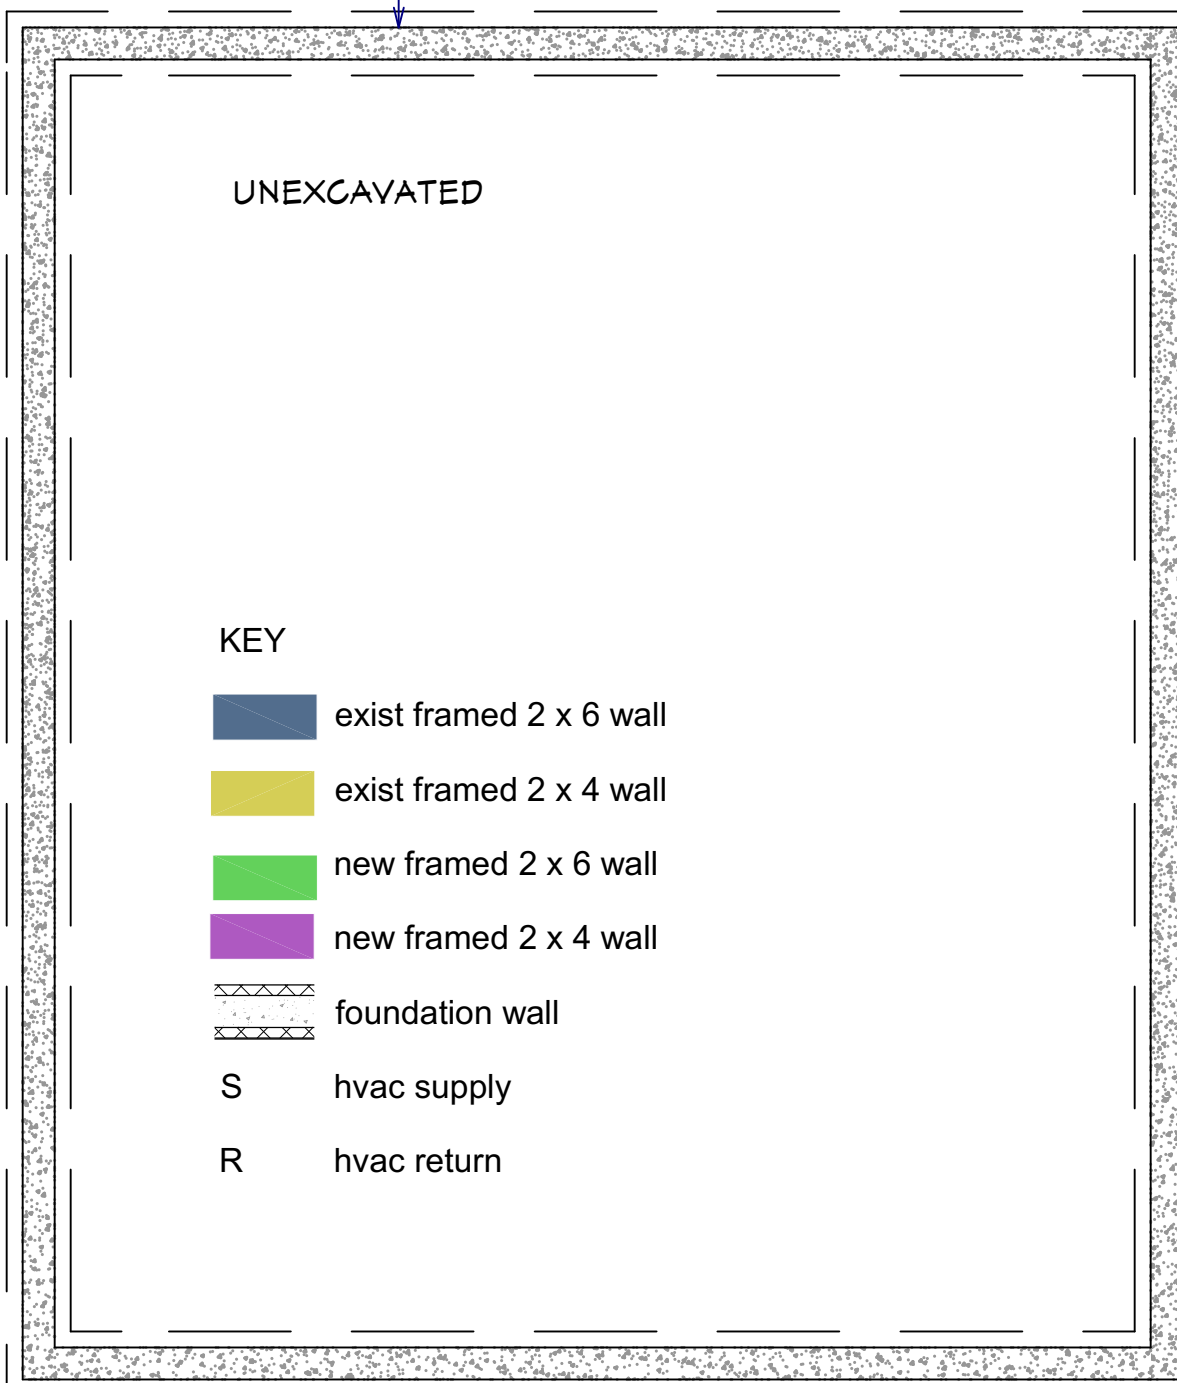 UNEXCAVATED
KEY
exist framed 2 x 6 wall
exist framed 2 x 4 wall
new framed 2 x 6 wall
new framed 2 x 4 wall
foundation wall
S hvac supply
R hvac return